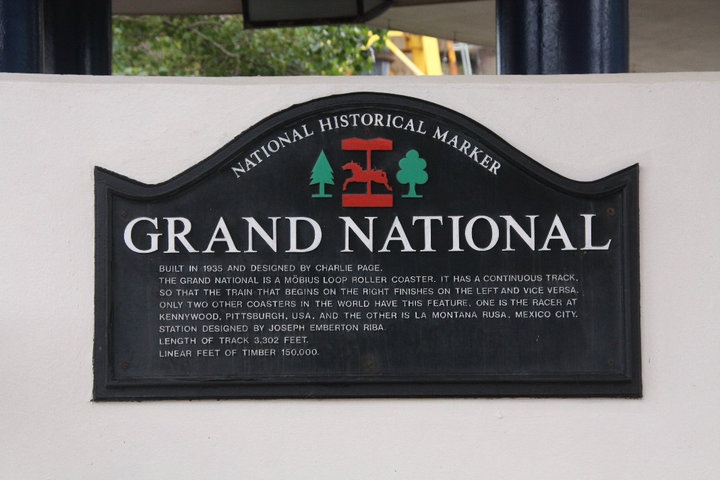 NATIONAL HISTORICAL MARKER
GRAND NATIONAL
BUILT IN 1935 AND DESIGNED BY CHARLIE PAGE,
THE GRAND NATIONAL IS A MÖBIUS LOOP ROLLER COASTER. IT HAS A CONTINUOUS TRACK,
SO THAT THE TRAIN THAT BEGINS ON THE RIGHT FINISHES ON THE LEFT AND VICE VERSA.
ONLY TWO OTHER COASTERS IN THE WORLD HAVE THIS FEATURE, ONE IS THE RACER AT
KENNYWOOD, PITTSBURGH, USA, AND THE OTHER IS LA MONTANA RUSA, MEXICO CITY.
STATION DESIGNED BY JOSEPH EMBERTON RIBA.
LENGTH OF TRACK 3,302 FEET.
LINEAR FEET OF TIMBER 150,000.